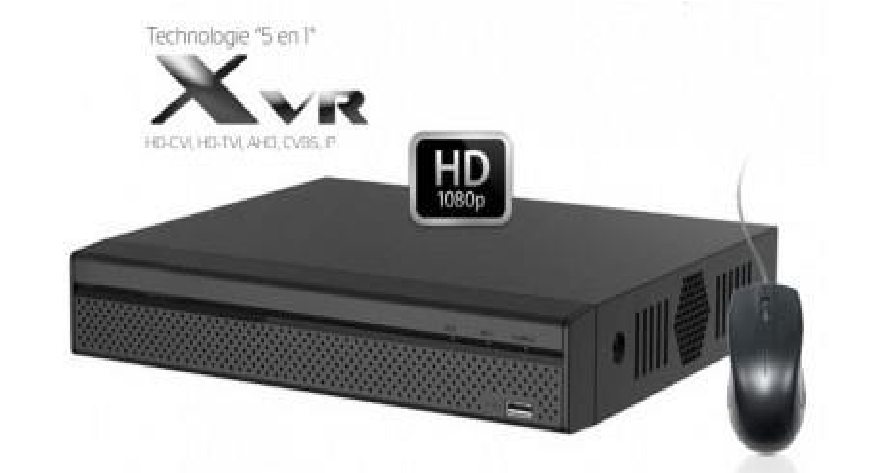 Technologie "5 en 1"
XVR
HD-CVI, HD-TVI, AHD, CVBS, IP
HD
1080p